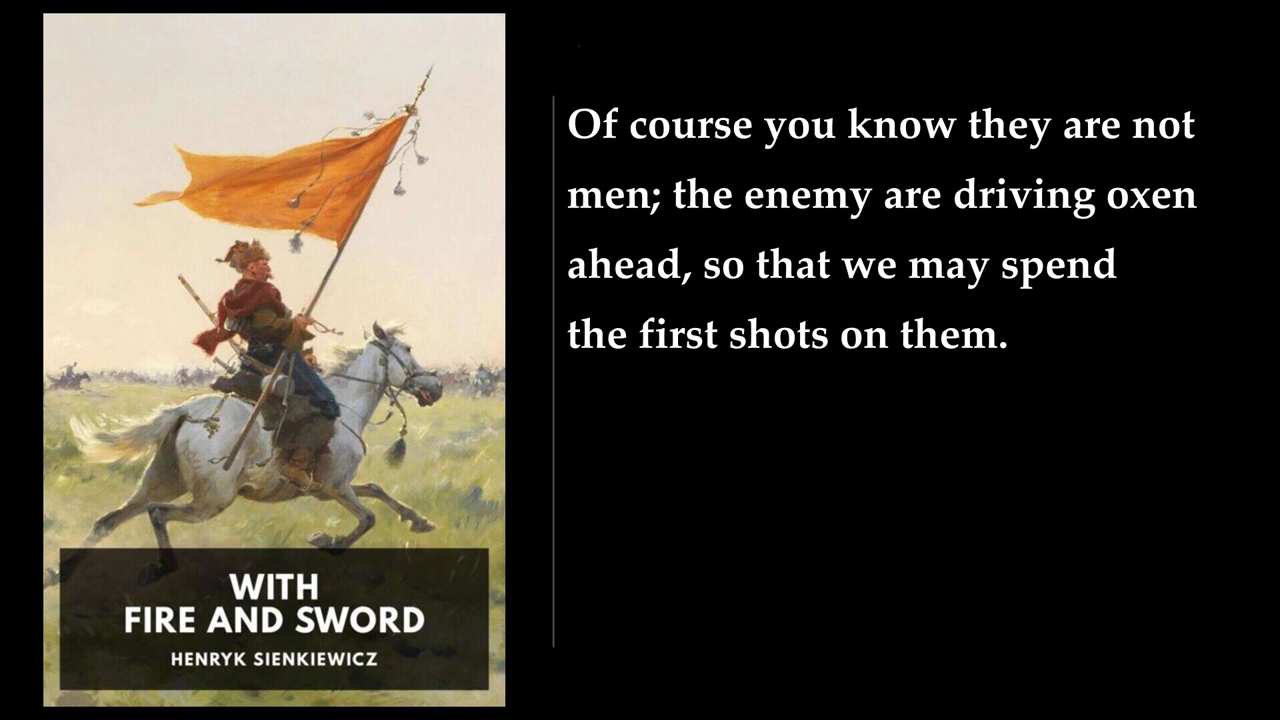 Of course you know they are not
men; the enemy are driving oxen
ahead, so that we may spend
the first shots on them.
WITH
FIRE AND SWORD
HENRYK SIENKIEWICZ